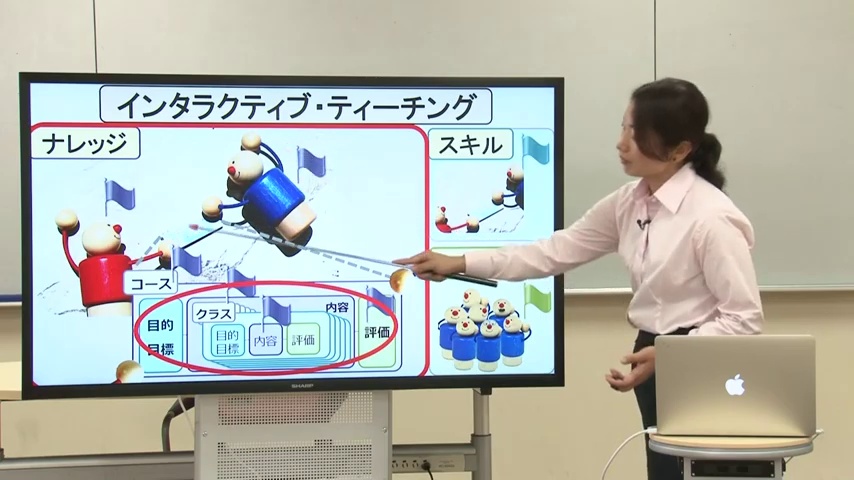 インタラクティブ・ティーチング
ナレッジ
スキル
コース
目的
目標
クラス
内容
目的
目標
内容
評価
評価
SHARP